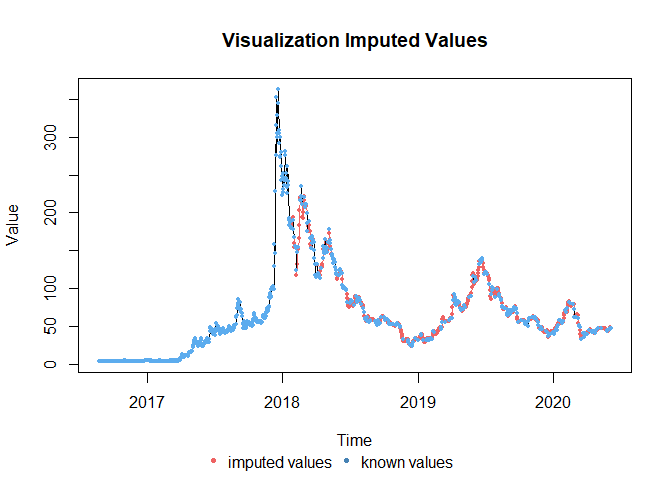 Visualization Imputed Values
Value
300
200
100
50
0
2017 2018 2019 2020
Time
imputed values known values